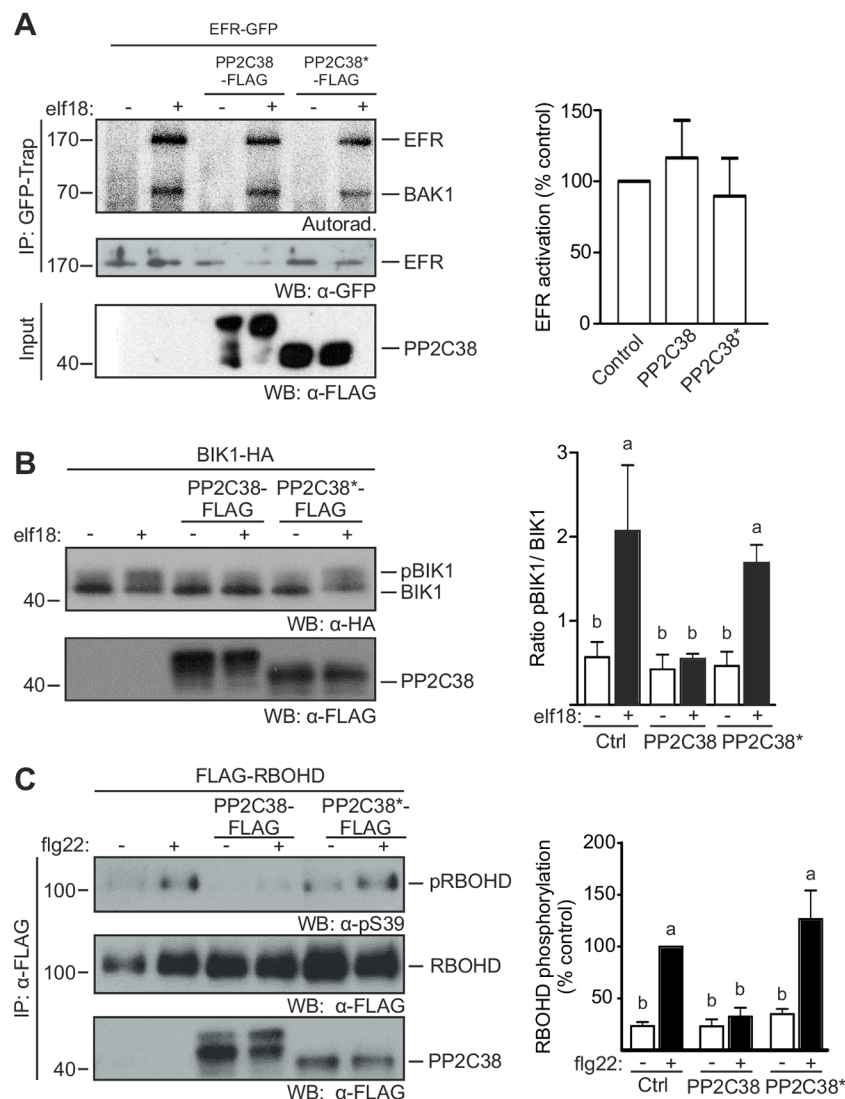 A
EFR-GFP
PP2C38
-FLAG
PP2C38*
-FLAG
elf18: - + - + - +
IP: GFP-Trap
170
EFR
70
BAK1
Autorad.
170
EFR
WB: α-GFP
Input
40
PP2C38
WB: α-FLAG
EFR activation (% control)
150
100
50
0
Control
PP2C38
PP2C38*
B
BIK1-HA
PP2C38-
FLAG
PP2C38*-
FLAG
elf18: - + - + - +
pBIK1
BIK1
40
WB: α-HA
40
PP2C38
WB: α-FLAG
Ratio pBIK1/ BIK1
3
2
1
b a b b b a
elf18: - + - + - +
Ctrl PP2C38 PP2C38*
C
FLAG-RBOHD
PP2C38-
FLAG
PP2C38*-
FLAG
flg22: - + - + - +
IP: α-FLAG
100
pRBOHD
WB: α-pS39
100
RBOHD
WB: α-FLAG
40
PP2C38
WB: α-FLAG
RBOHD phosphorylation
(% control)
200
150
100
50
b a b b b a
flg22: - + - + - +
Ctrl PP2C38 PP2C38*